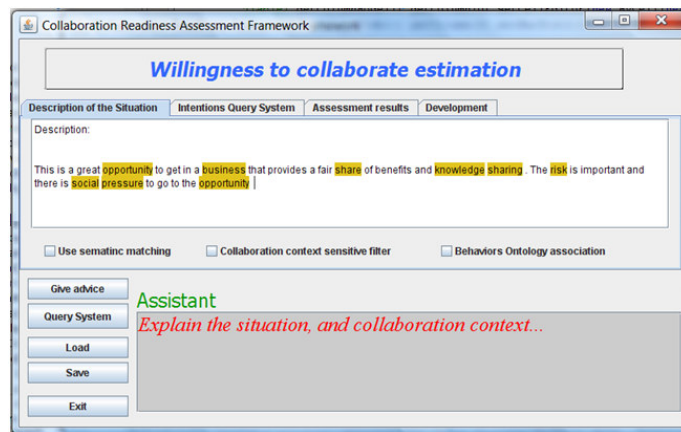 Collaboration Readiness Assessment Framework
Willingness to collaborate estimation
Description of the Situation
Intentions Query System
Assessment results
Development
Description:
This is a great opportunity to get in a business that provides a fair share of benefits and knowledge sharing . The risk is important and
there is social pressure to go to the opportunity
Use sematinc matching
Collaboration context sensitive filter
Behaviors Ontology association
Give advice
Query System
Load
Save
Exit
Assistant
Explain the situation, and collaboration context...